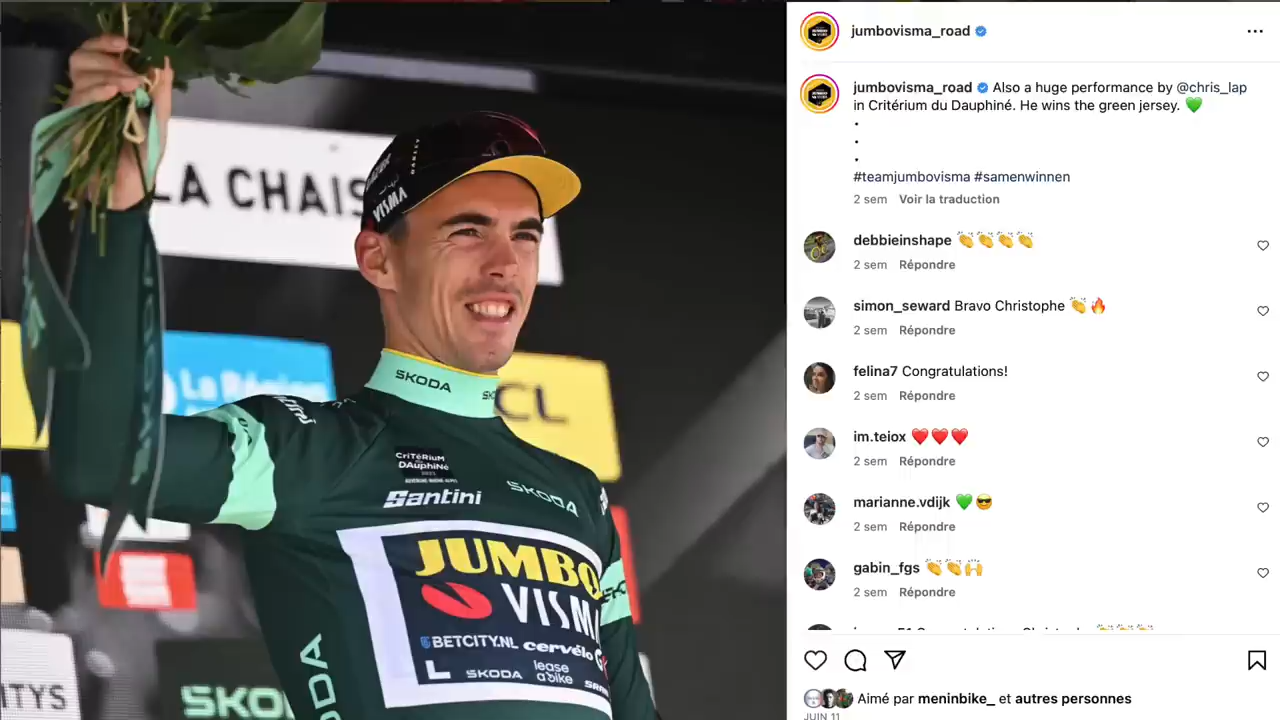 LA CHAIS
VISMA
La Région
CL
SKODA
CRITÉRIUM
DU
DAUPHINÉ
Santini
SKODA
JUMBO
VISMA
BETCITY.NL
cervélo
L
SKODA
lease
a bike
SKODA
ITYS
jumbovisma_road
jumbovisma_road Also a huge performance by @chris_lap
in Critérium du Dauphiné. He wins the green jersey. 💚
•
•
•
#teamjumbovisma #samenwinnen
2 sem Voir la traduction
debbieinshape 👏👏👏👏
2 sem Répondre
simon_seward Bravo Christophe 👏🔥
2 sem Répondre
felina7 Congratulations!
2 sem Répondre
im.teiox ❤️❤️❤️
2 sem Répondre
marianne.vdijk 💚😎
2 sem Répondre
gabin_fgs 👏👏🙌
2 sem Répondre
Aimé par meninbike_ et autres personnes
JUIN 11